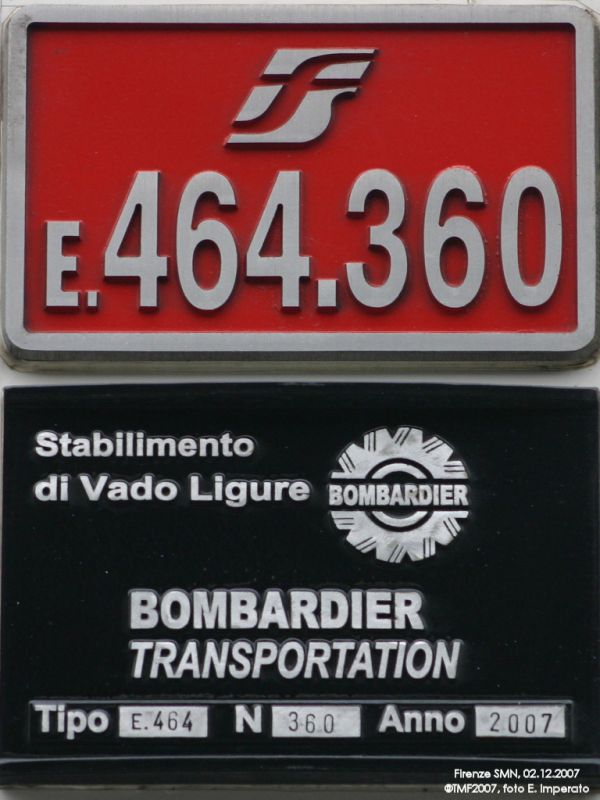 FS
E.464.360
Stabilimento
di Vado Ligure
BOMBARDIER
BOMBARDIER
TRANSPORTATION
Tipo E.464 N 360 Anno 2007
Firenze SMN, 02.12.2007
©TMF2007, foto E. Imperato